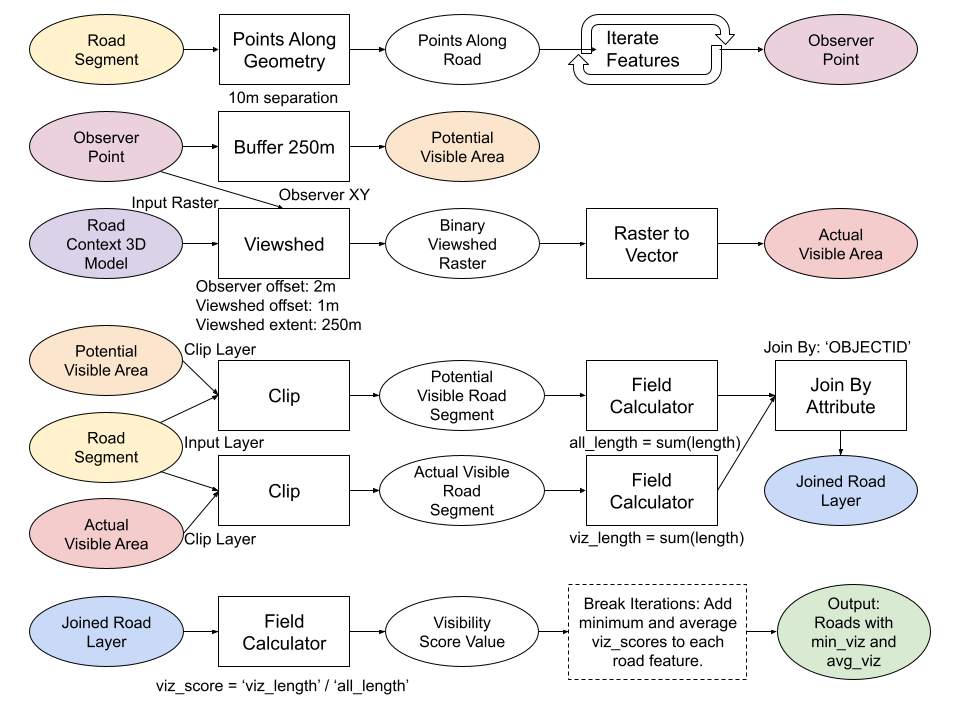 Road
Segment
Points Along
Geometry
10m separation
Points Along
Road
Iterate
Features
Observer
Point
Observer
Point
Buffer 250m
Potential
Visible Area
Input Raster
Observer XY
Road
Context 3D
Model
Viewshed
Observer offset: 2m
Viewshed offset: 1m
Viewshed extent: 250m
Binary
Viewshed
Raster
Raster to
Vector
Actual
Visible Area
Potential
Visible Area
Clip Layer
Clip
Potential
Visible Road
Segment
Field
Calculator
all_length = sum(length)
Join By: ‘OBJECTID’
Join By
Attribute
Road
Segment
Input Layer
Clip
Actual Visible
Road
Segment
Field
Calculator
viz_length = sum(length)
Joined Road
Layer
Actual
Visible Area
Clip Layer
Joined Road
Layer
Field
Calculator
viz_score = ‘viz_length’ / ‘all_length’
Visibility
Score Value
Break Iterations: Add
minimum and average
viz_scores to each
road feature.
Output:
Roads with
min_viz and
avg_viz